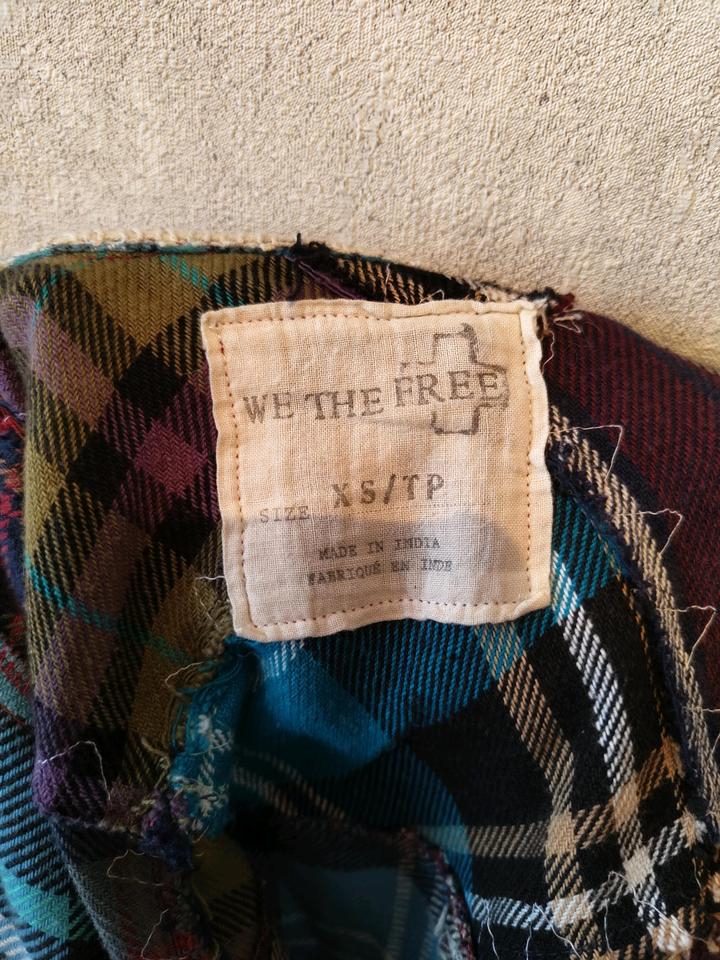 WE THE FREE
SIZE XS/TP
MADE IN INDIA
FABRIQUÉ EN INDE